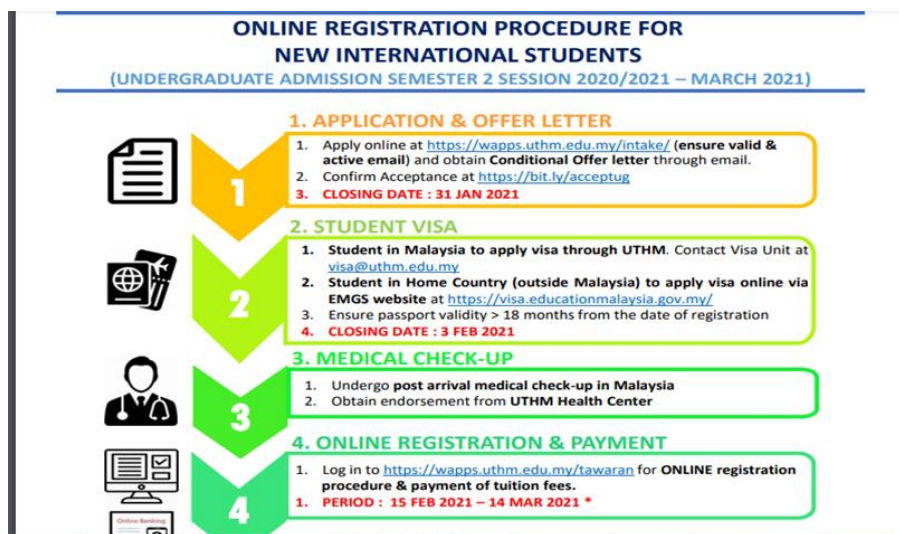 ONLINE REGISTRATION PROCEDURE FOR
NEW INTERNATIONAL STUDENTS
(UNDERGRADUATE ADMISSION SEMESTER 2 SESSION 2020/2021 – MARCH 2021)
1. APPLICATION & OFFER LETTER
1
1. Apply online at https://wapps.uthm.edu.my/intake/ (ensure valid &
active email) and obtain Conditional Offer letter through email.
2. Confirm Acceptance at https://bit.ly/acceptug
3. CLOSING DATE : 31 JAN 2021
2. STUDENT VISA
2
1. Student in Malaysia to apply visa through UTHM. Contact Visa Unit at
visa@uthm.edu.my
2. Student in Home Country (outside Malaysia) to apply visa online via
EMGS website at https://visa.educationmalaysia.gov.my/
3. Ensure passport validity > 18 months from the date of registration
4. CLOSING DATE : 3 FEB 2021
3. MEDICAL CHECK-UP
3
1. Undergo post arrival medical check-up in Malaysia
2. Obtain endorsement from UTHM Health Center
4. ONLINE REGISTRATION & PAYMENT
4
1. Log in to https://wapps.uthm.edu.my/tawaran for ONLINE registration
procedure & payment of tuition fees.
1. PERIOD : 15 FEB 2021 – 14 MAR 2021 *
Online Banking